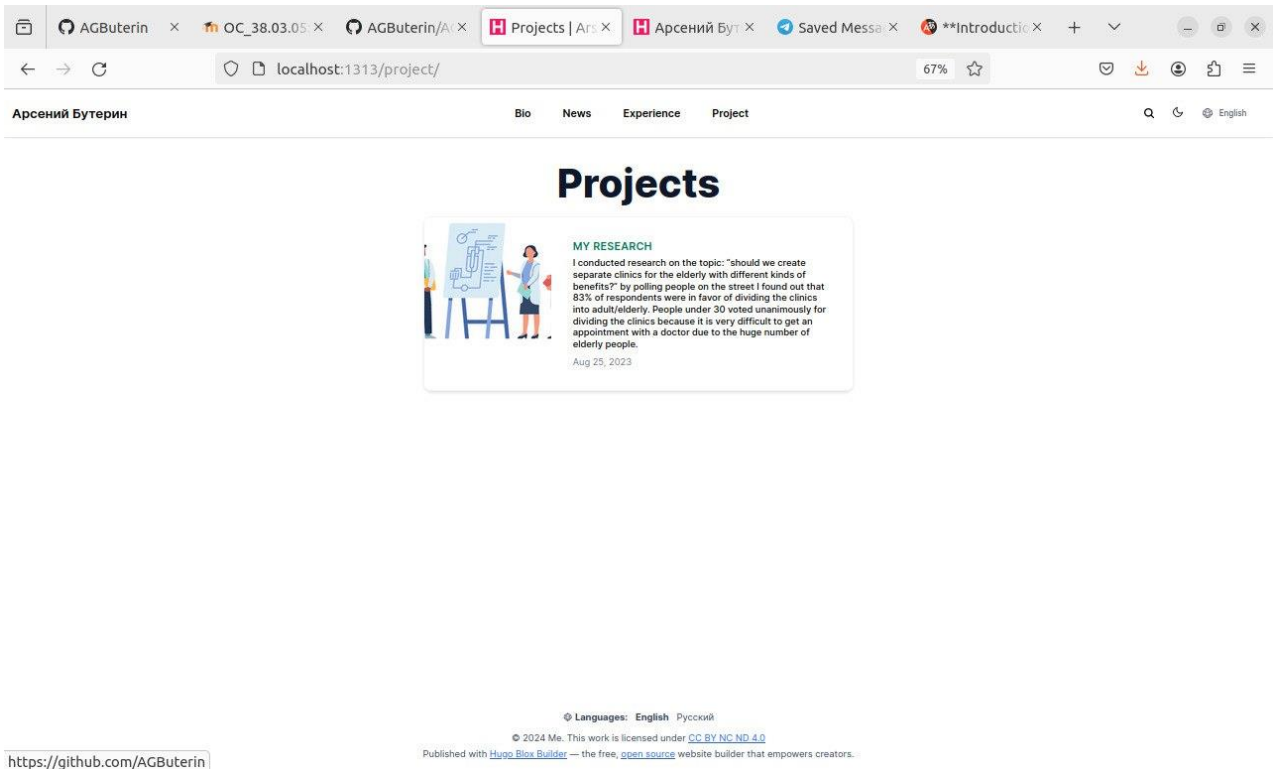 AGButerin
OC_38.03.05
AGButerin/A
Projects | Ars
Арсений Бут
Saved Messa
**Introductio
localhost:1313/project/
67%
Арсений Бутерин
Bio
News
Experience
Project
English
Projects
MY RESEARCH
I conducted research on the topic: "should we create
separate clinics for the elderly with different kinds of
benefits?" by polling people on the street I found out that
83% of respondents were in favor of dividing the clinics
into adult/elderly. People under 30 voted unanimously for
dividing the clinics because it is very difficult to get an
appointment with a doctor due to the huge number of
elderly people.
Aug 25, 2023
Languages: English Русский
© 2024 Me. This work is licensed under CC BY NC ND 4.0
Published with Hugo Blox Builder — the free, open source website builder that empowers creators.
https://github.com/AGButerin